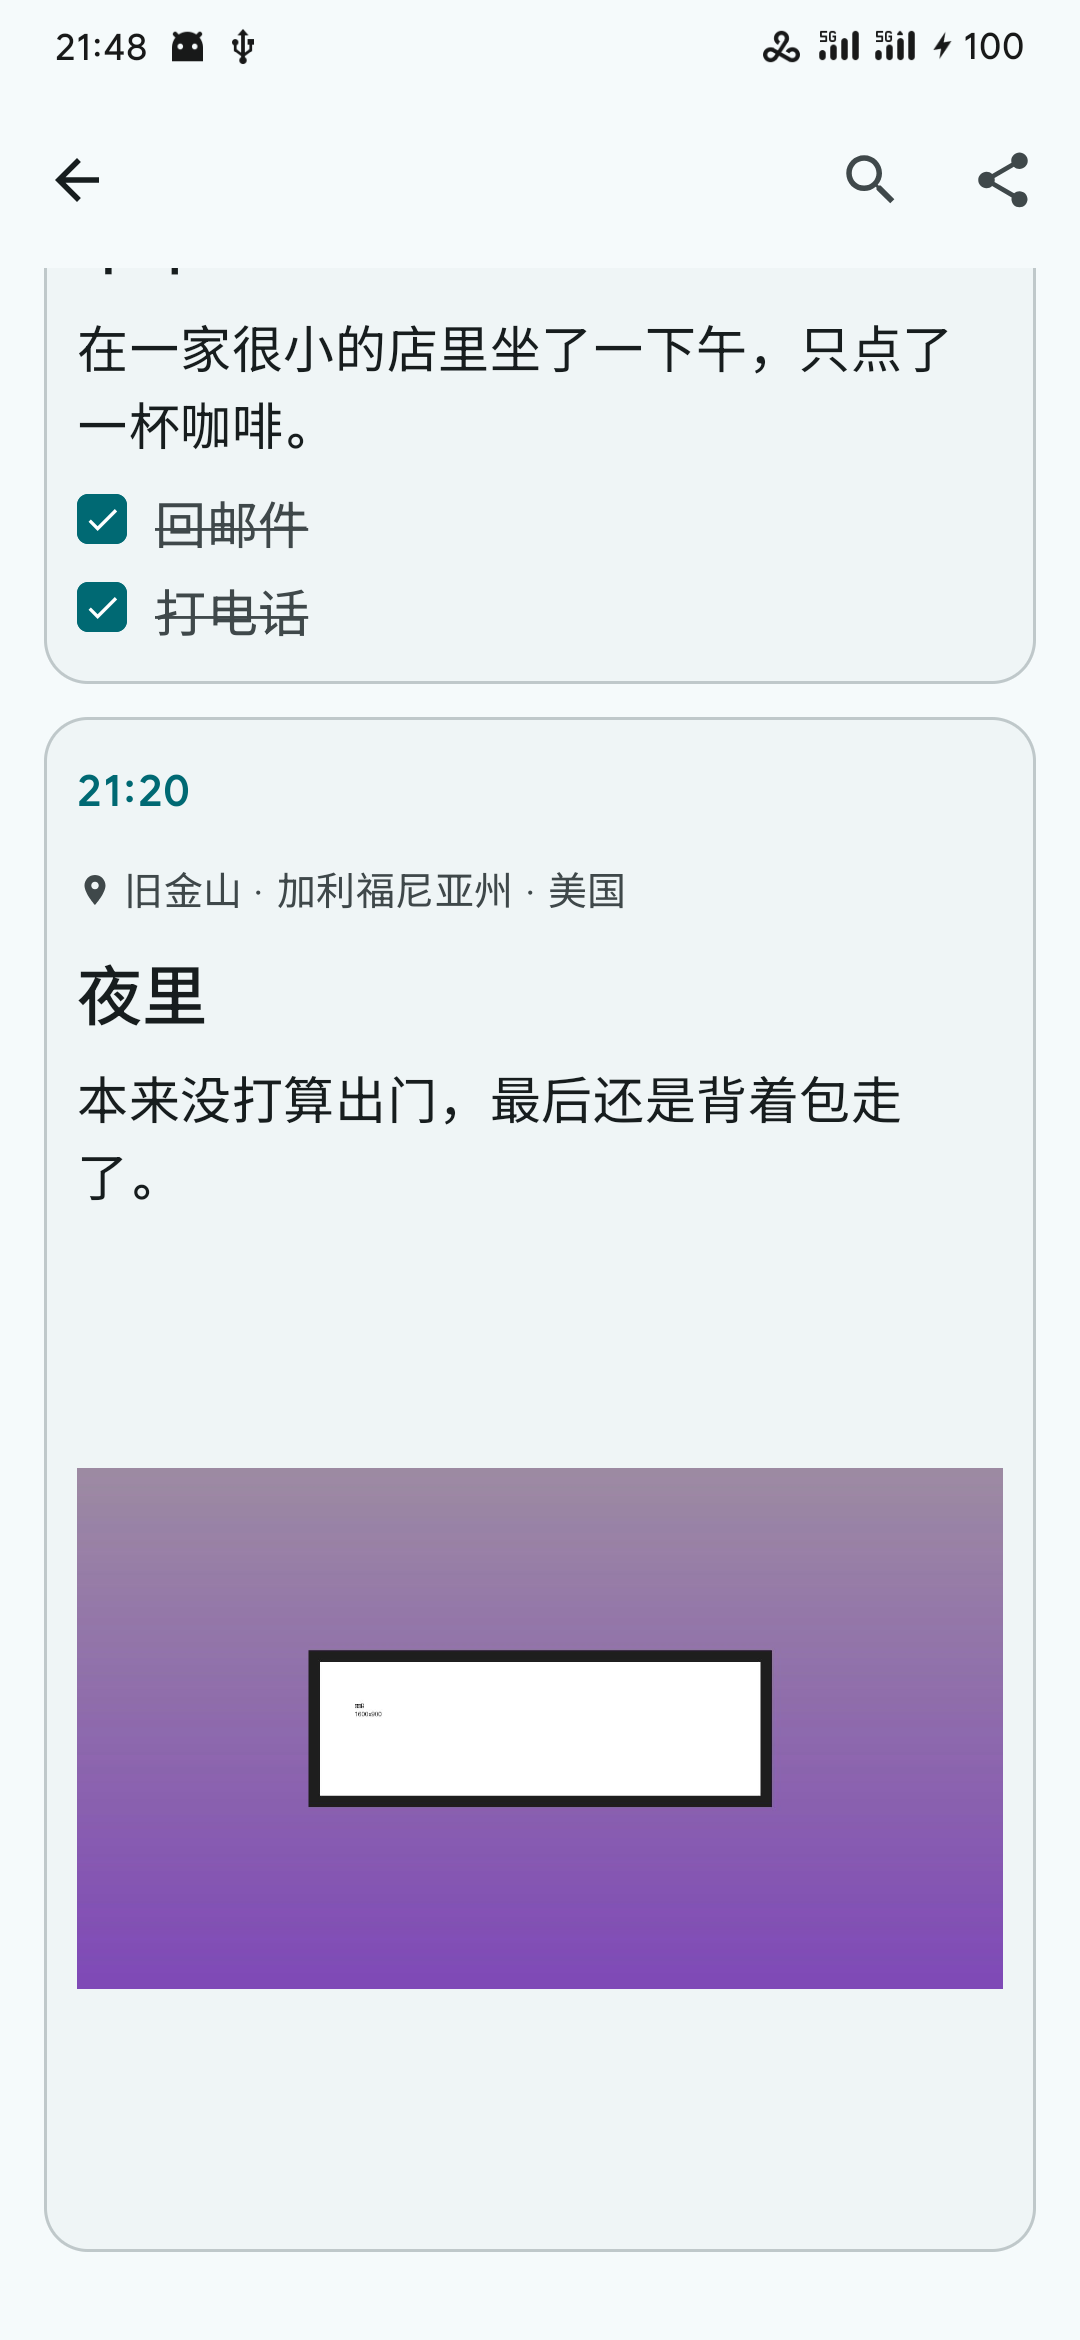 21:48
5G 5G 100
在一家很小的店里坐了一下午，只点了
一杯咖啡。
回邮件
打电话
21:20
旧金山 · 加利福尼亚州 · 美国
夜里
本来没打算出门，最后还是背着包走
了。
1600x900